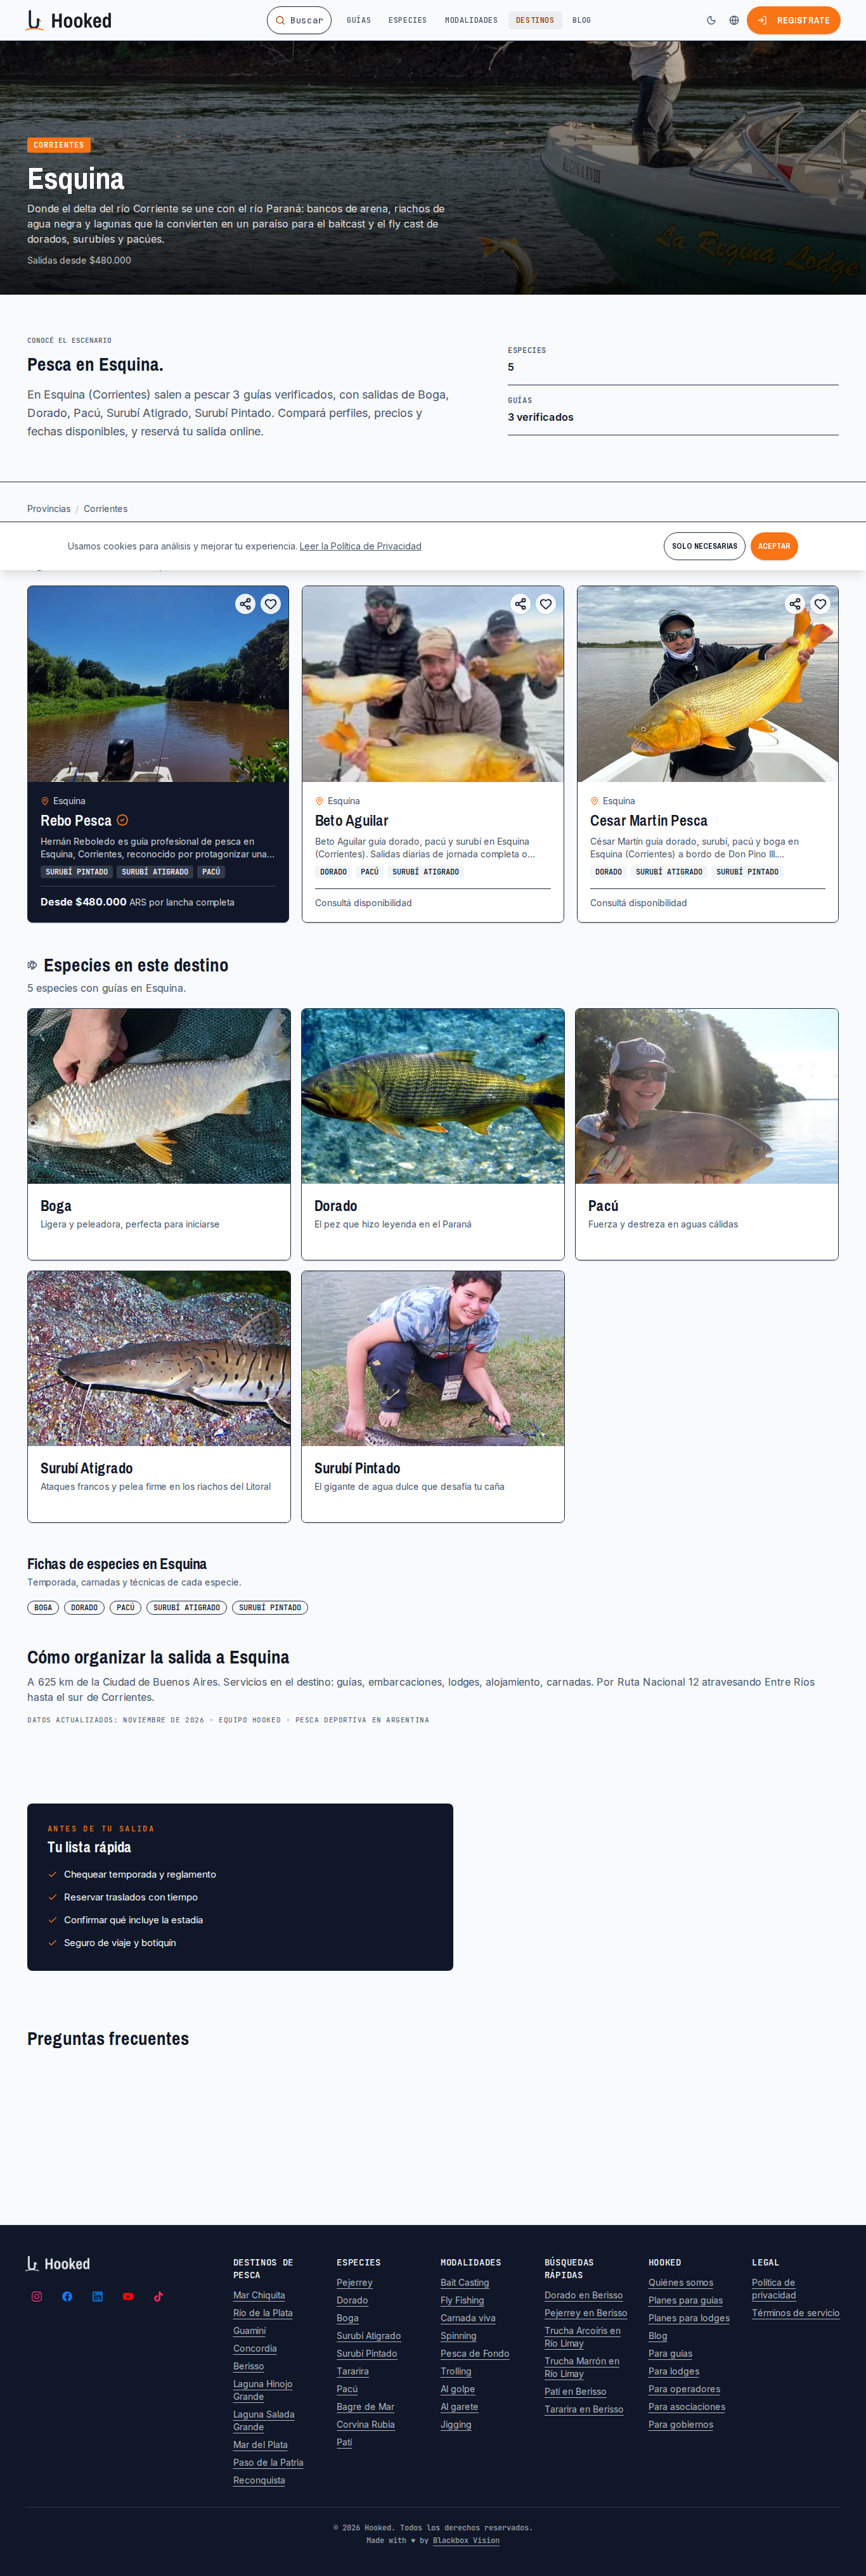 Hooked
Buscar
GUÍAS
ESPECIES
MODALIDADES
DESTINOS
BLOG
REGISTRATE
CORRIENTES
Esquina
Donde el delta del río Corriente se une con el río Paraná: bancos de arena, riachos de
agua negra y lagunas que la convierten en un paraíso para el baitcast y el fly cast de
dorados, surubíes y pacúes.
Salidas desde $480.000
REGINA XVIII
La Regina Lodge
CONOCÉ EL ESCENARIO
Pesca en Esquina.
En Esquina (Corrientes) salen a pescar 3 guías verificados, con salidas de Boga,
Dorado, Pacú, Surubí Atigrado, Surubí Pintado. Compará perfiles, precios y
fechas disponibles, y reservá tu salida online.
ESPECIES
5
GUÍAS
3 verificados
Provincias / Corrientes
Usamos cookies para análisis y mejorar tu experiencia. Leer la Política de Privacidad
SOLO NECESARIAS
ACEPTAR
Esquina
Rebo Pesca
Hernán Reboledo es guía profesional de pesca en
Esquina, Corrientes, reconocido por protagonizar una...
SURUBÍ PINTADO
SURUBÍ ATIGRADO
PACÚ
Desde $480.000 ARS por lancha completa
Esquina
Beto Aguilar
Beto Aguilar guía dorado, pacú y surubí en Esquina
(Corrientes). Salidas diarias de jornada completa o...
DORADO
PACÚ
SURUBÍ ATIGRADO
Consultá disponibilidad
Esquina
Cesar Martin Pesca
César Martín guía dorado, surubí, pacú y boga en
Esquina (Corrientes) a bordo de Don Pino III....
DORADO
SURUBÍ ATIGRADO
SURUBÍ PINTADO
Consultá disponibilidad
Especies en este destino
5 especies con guías en Esquina.
Boga
Ligera y peleadora, perfecta para iniciarse
Dorado
El pez que hizo leyenda en el Paraná
Pacú
Fuerza y destreza en aguas cálidas
Surubí Atigrado
Ataques francos y pelea firme en los riachos del Litoral
Surubí Pintado
El gigante de agua dulce que desafía tu caña
Fichas de especies en Esquina
Temporada, carnadas y técnicas de cada especie.
BOGA
DORADO
PACÚ
SURUBÍ ATIGRADO
SURUBÍ PINTADO
Cómo organizar la salida a Esquina
A 625 km de la Ciudad de Buenos Aires. Servicios en el destino: guías, embarcaciones, lodges, alojamiento, carnadas. Por Ruta Nacional 12 atravesando Entre Ríos
hasta el sur de Corrientes.
DATOS ACTUALIZADOS: NOVIEMBRE DE 2026 · EQUIPO HOOKED · PESCA DEPORTIVA EN ARGENTINA
ANTES DE TU SALIDA
Tu lista rápida
Chequear temporada y reglamento
Reservar traslados con tiempo
Confirmar qué incluye la estadía
Seguro de viaje y botiquín
Preguntas frecuentes
Hooked
DESTINOS DE
PESCA
Mar Chiquita
Río de la Plata
Guaminí
Concordia
Berisso
Laguna Hinojo
Grande
Laguna Salada
Grande
Mar del Plata
Paso de la Patria
Reconquista
ESPECIES
Pejerrey
Dorado
Boga
Surubí Atigrado
Surubí Pintado
Tararira
Pacú
Bagre de Mar
Corvina Rubia
Patí
MODALIDADES
Bait Casting
Fly Fishing
Carnada viva
Spinning
Pesca de Fondo
Trolling
Al golpe
Al garete
Jigging
BÚSQUEDAS
RÁPIDAS
Dorado en Berisso
Pejerrey en Berisso
Trucha Arcoíris en
Río Limay
Trucha Marrón en
Río Limay
Patí en Berisso
Tararira en Berisso
HOOKED
Quiénes somos
Planes para guías
Planes para lodges
Blog
Para guías
Para lodges
Para operadores
Para asociaciones
Para gobiernos
LEGAL
Política de
privacidad
Términos de servicio
© 2026 Hooked. Todos los derechos reservados.
Made with ♥ by Blackbox Vision